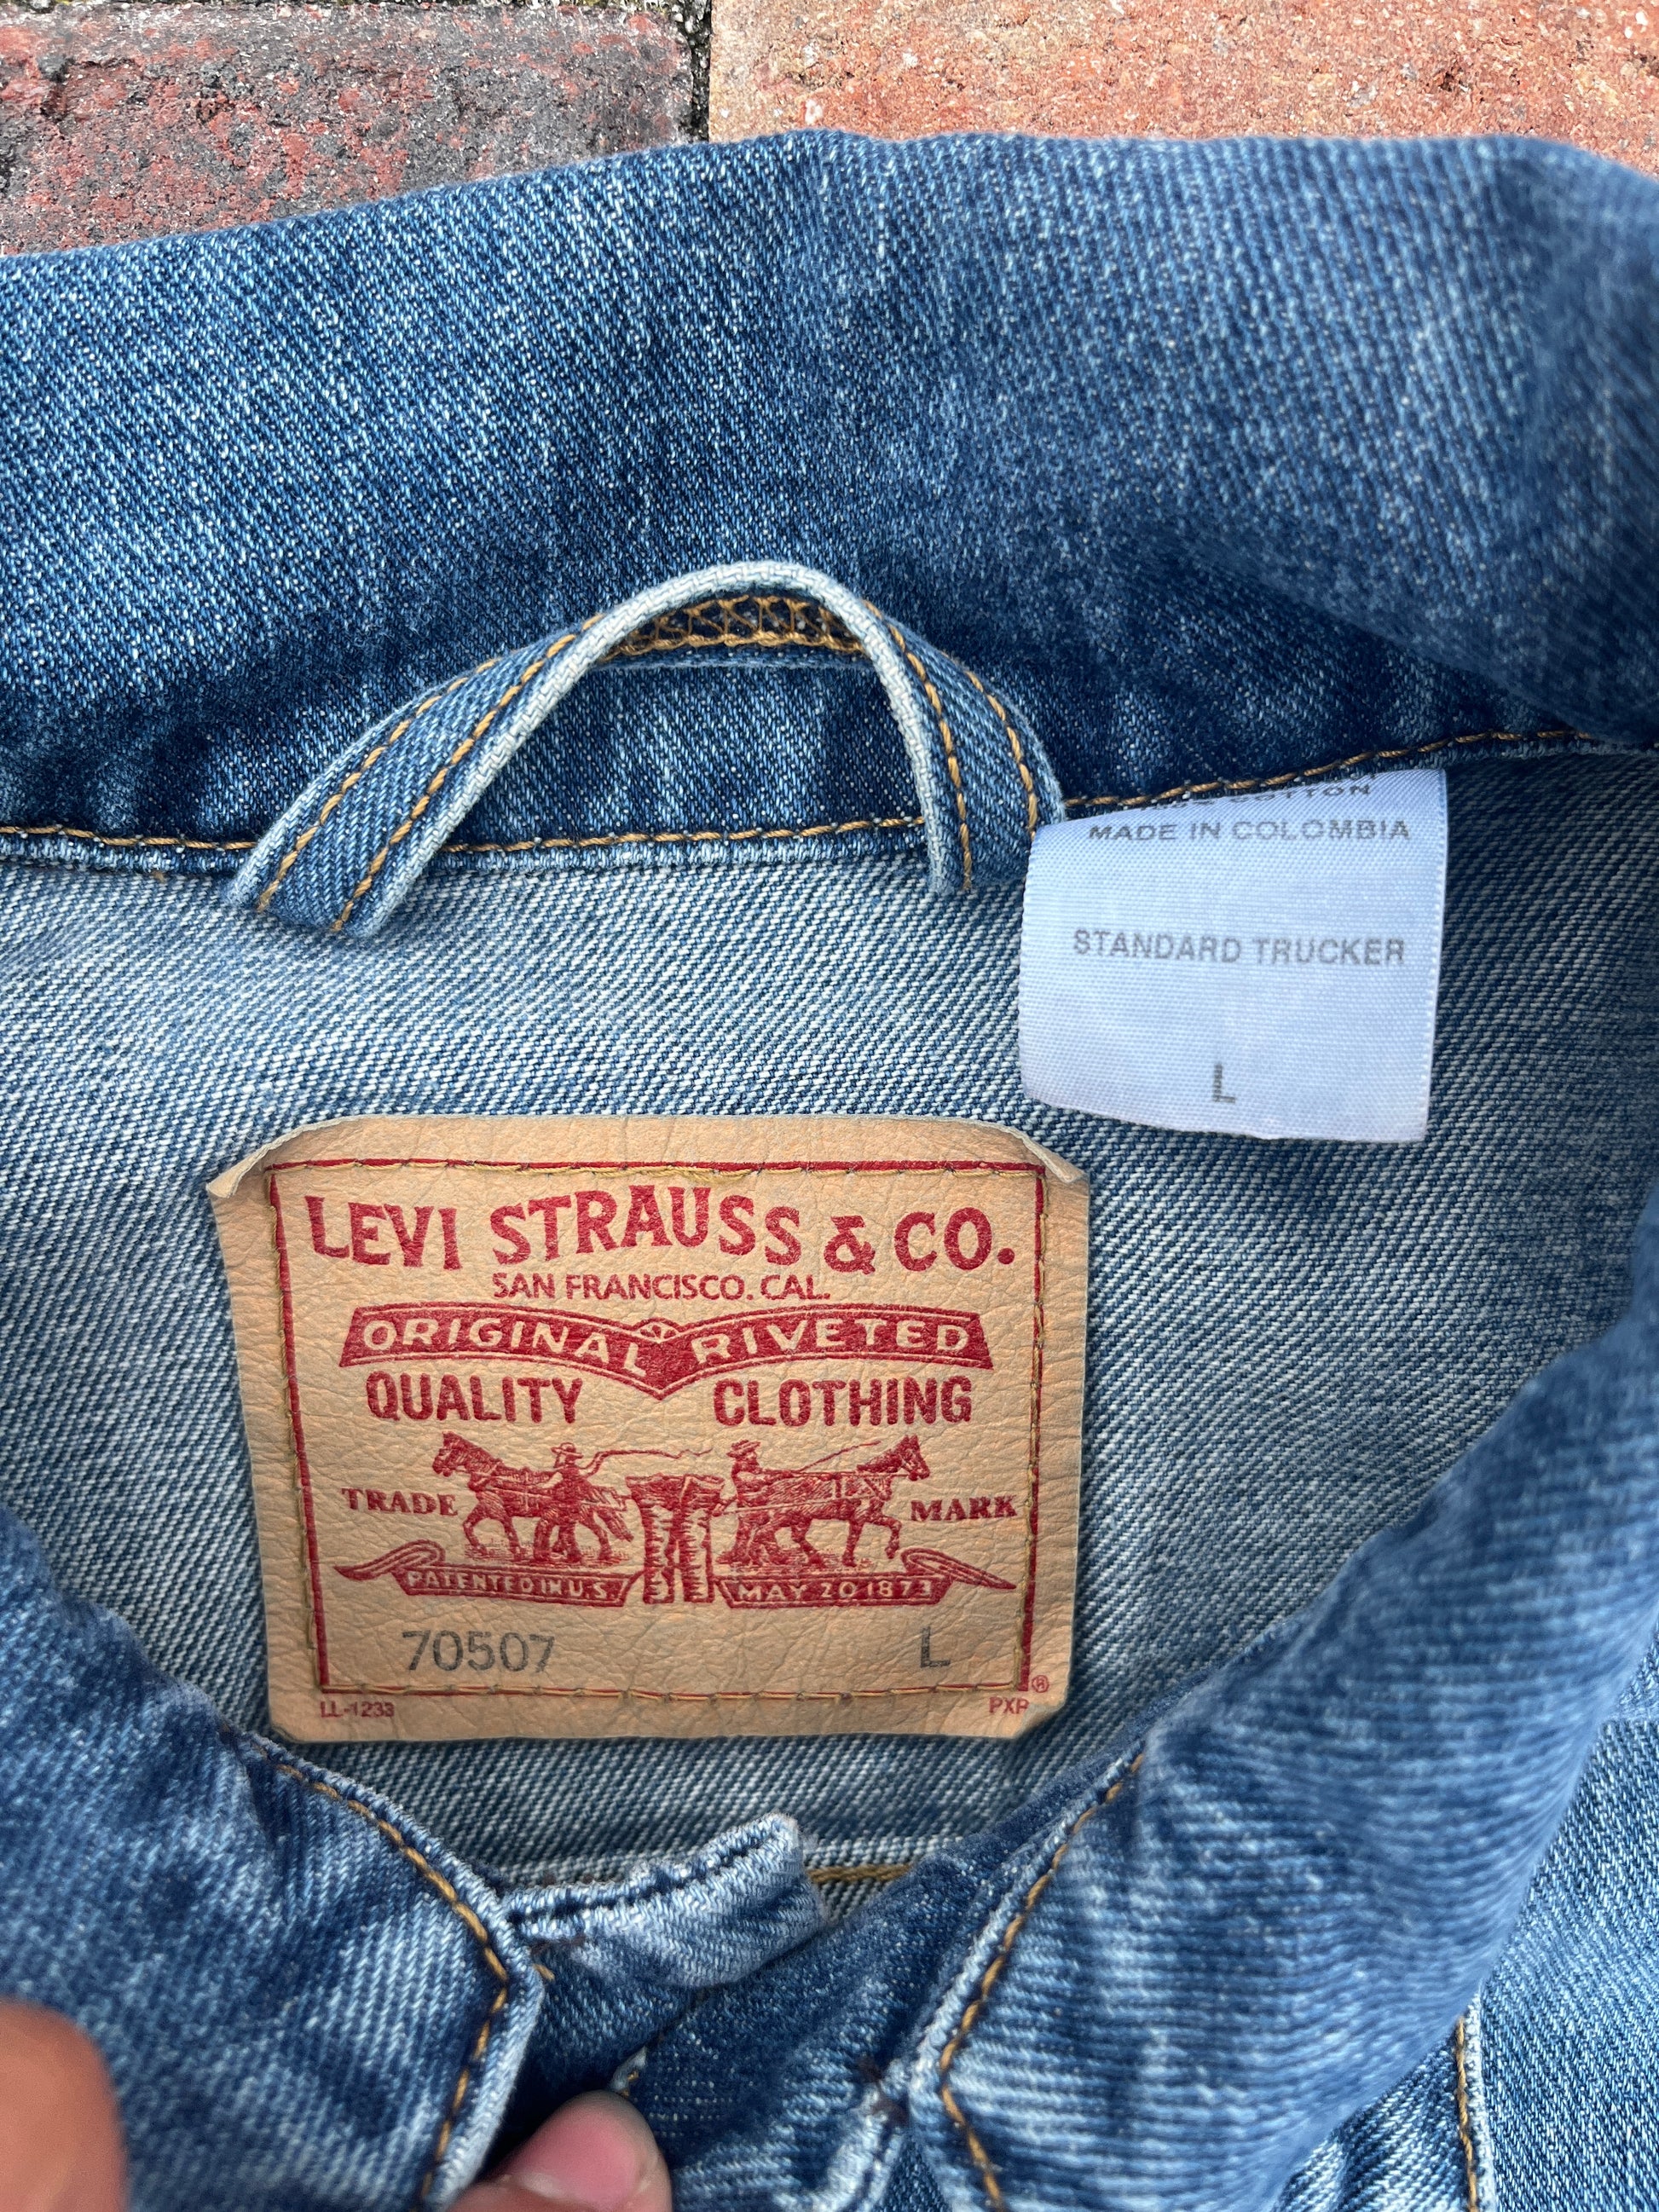 COTTON
MADE IN COLOMBIA
STANDARD TRUCKER
L
LEVI STRAUSS & CO.
SAN FRANCISCO. CAL.
ORIGINAL RIVETED
QUALITY CLOTHING
TRADE MARK
PATENTED IN U.S. MAY 20 1873
70507 L
®
LL-1233 PXP